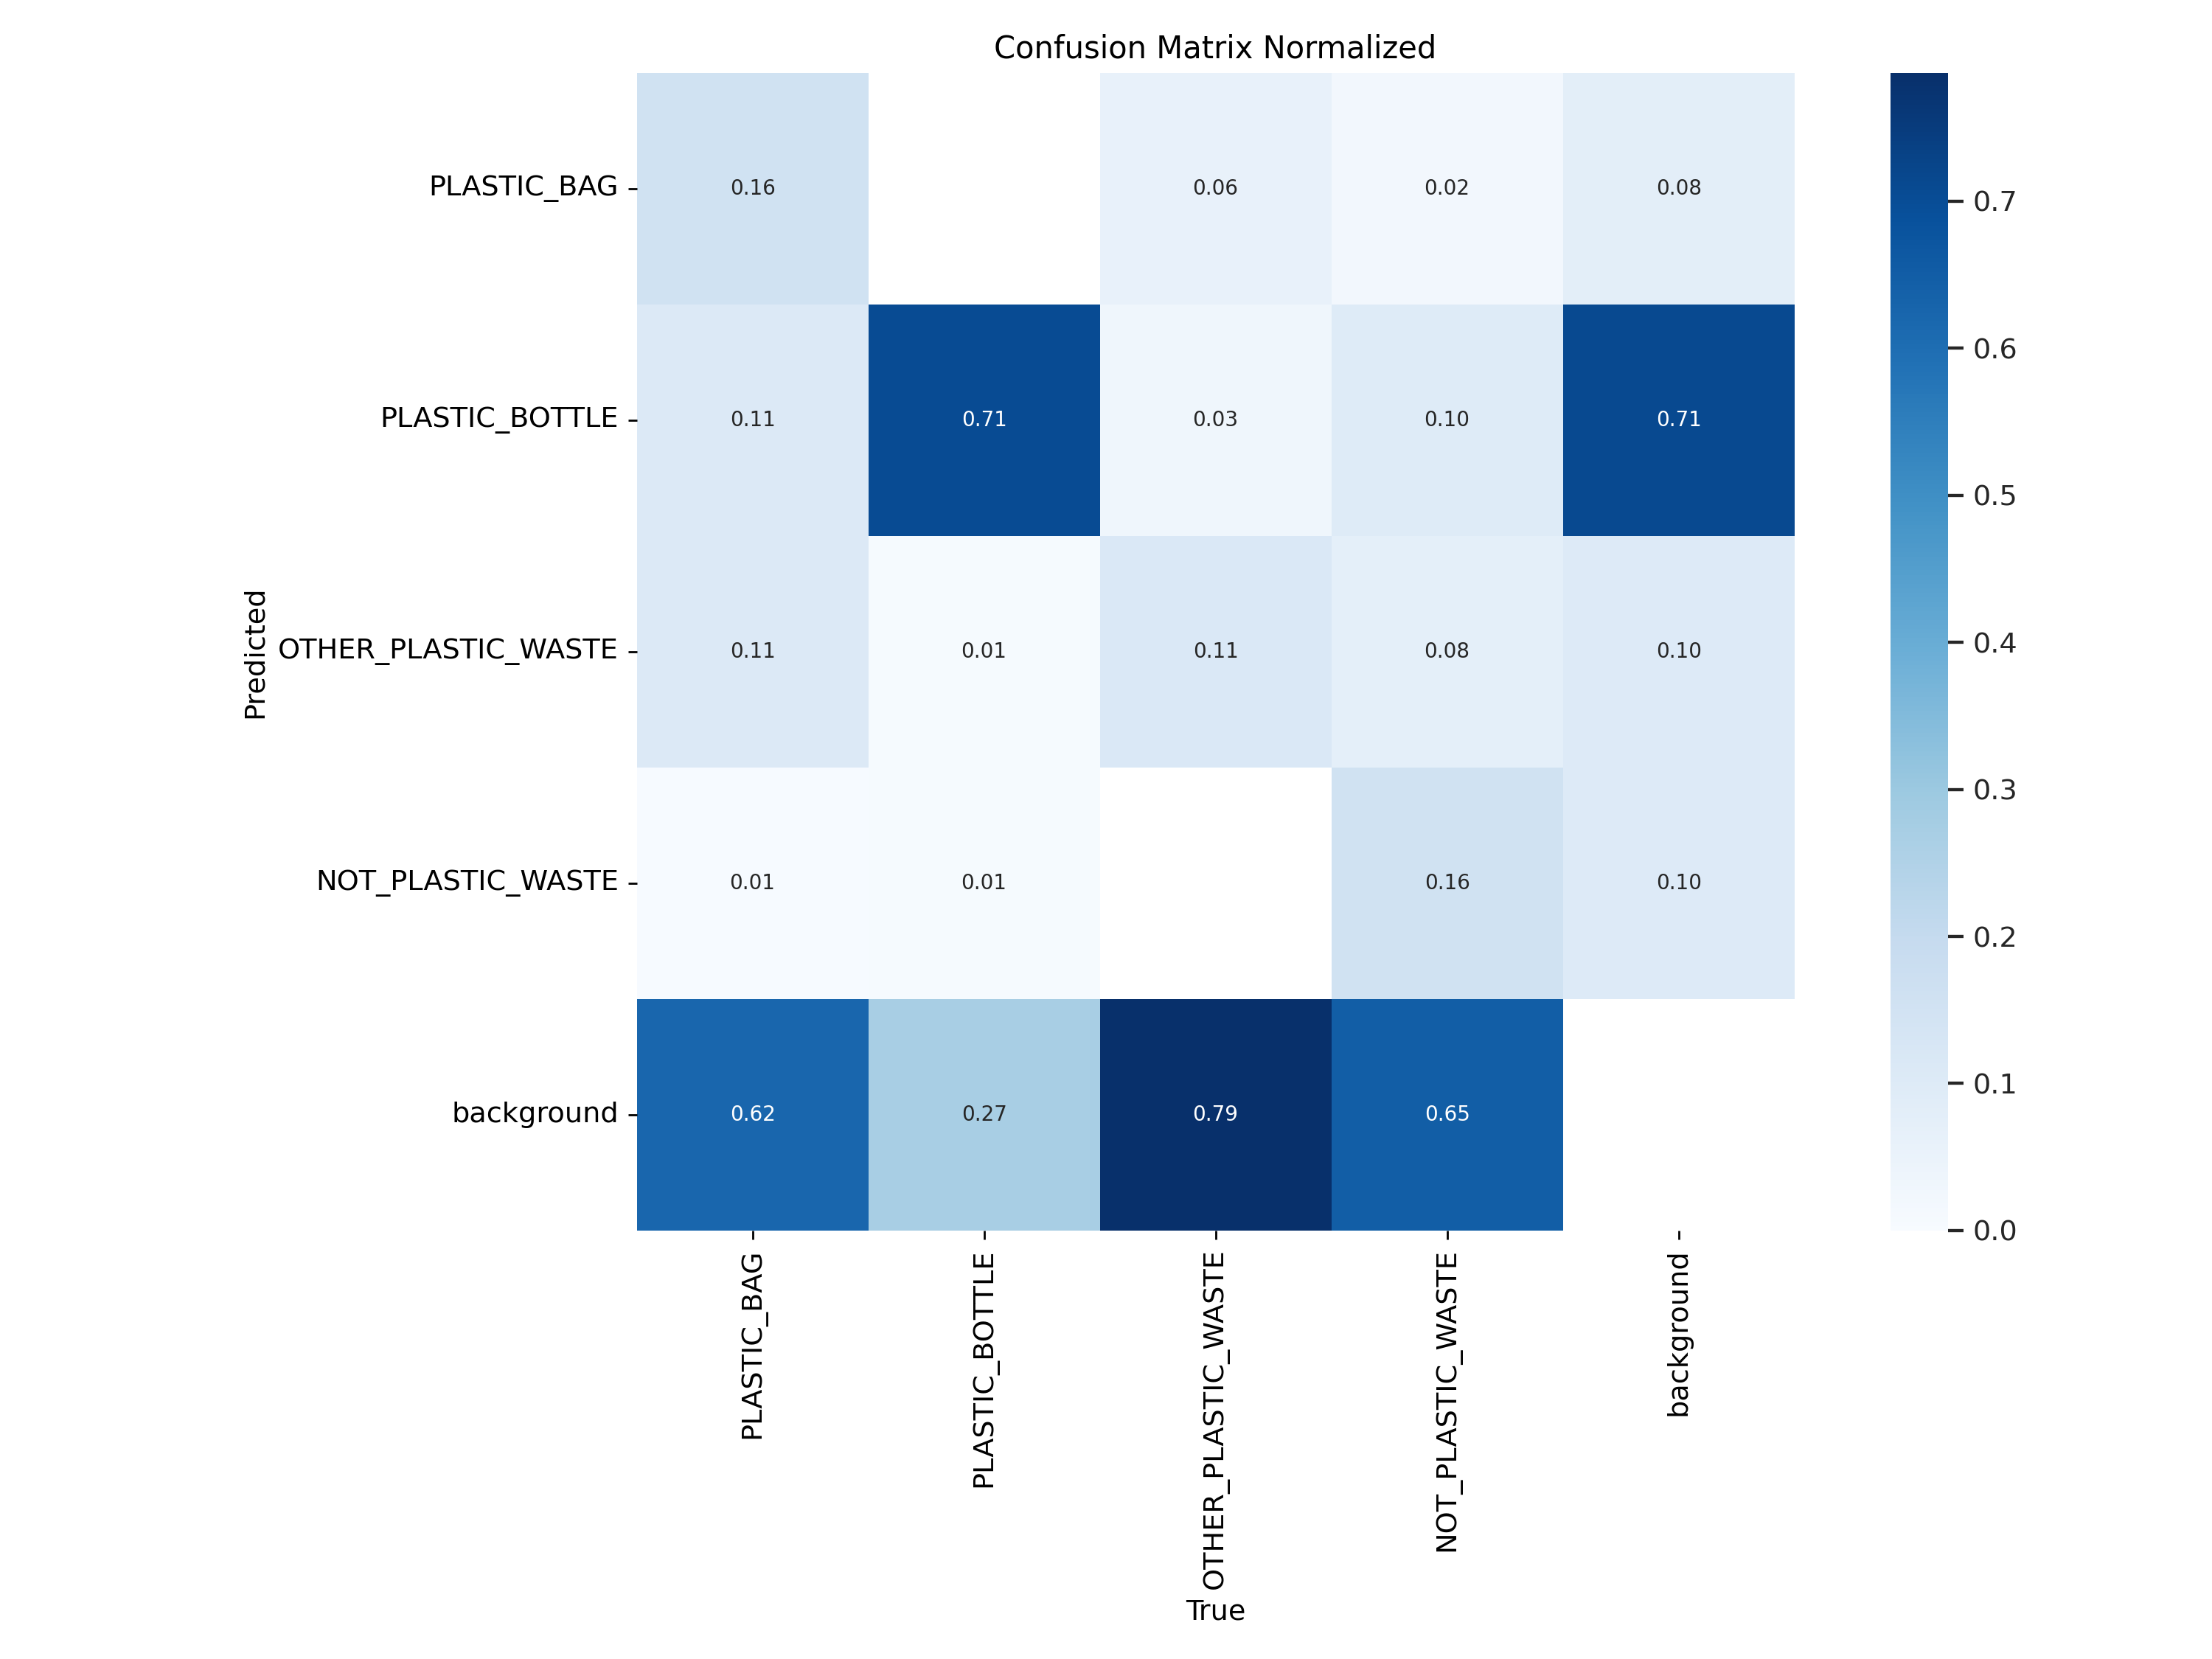 Confusion Matrix Normalized
PLASTIC_BAG
0.16
0.06
0.02
0.08
PLASTIC_BOTTLE
0.11
0.71
0.03
0.10
0.71
OTHER_PLASTIC_WASTE
0.11
0.01
0.11
0.08
0.10
NOT_PLASTIC_WASTE
0.01
0.01
0.16
0.10
background
0.62
0.27
0.79
0.65
Predicted
PLASTIC_BAG
PLASTIC_BOTTLE
OTHER_PLASTIC_WASTE
NOT_PLASTIC_WASTE
background
True
0.7
0.6
0.5
0.4
0.3
0.2
0.1
0.0